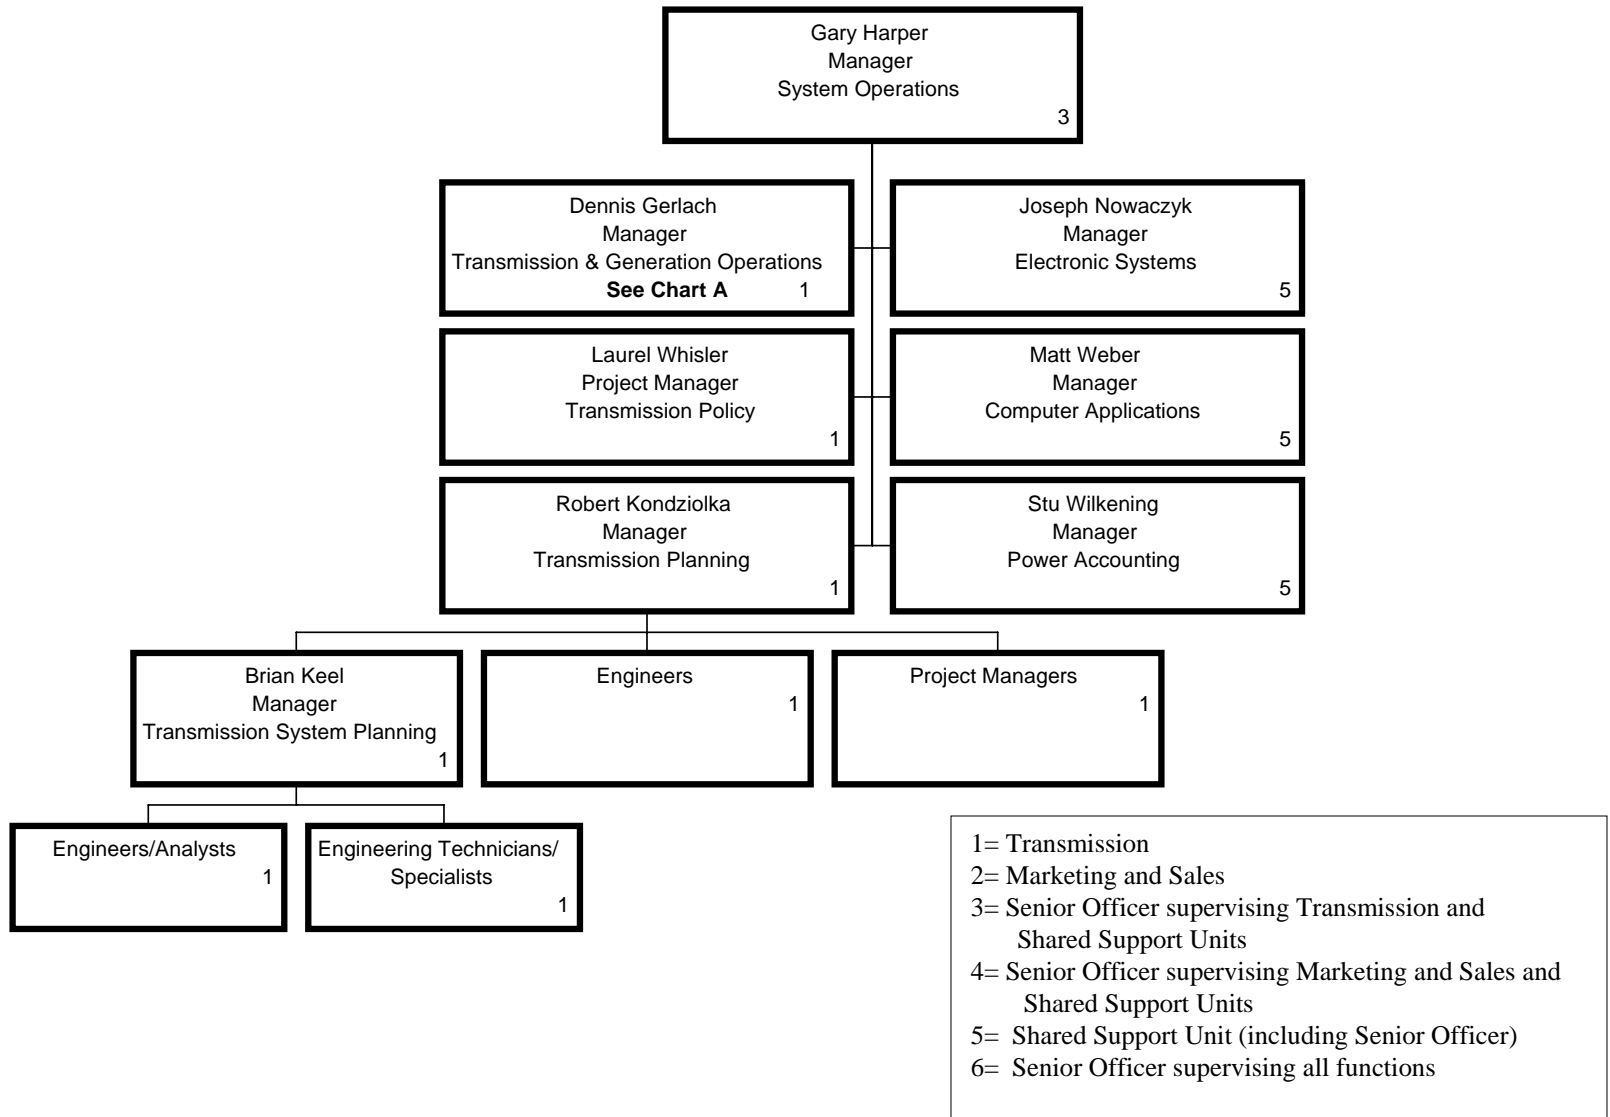 Gary Harper
Manager
System Operations
3
Dennis Gerlach
Manager
Transmission & Generation Operations
See Chart A 1
Joseph Nowaczyk
Manager
Electronic Systems
5
Laurel Whisler
Project Manager
Transmission Policy
1
Matt Weber
Manager
Computer Applications
5
Robert Kondziolka
Manager
Transmission Planning
1
Stu Wilkening
Manager
Power Accounting
5
Brian Keel
Manager
Transmission System Planning
1
Engineers
1
Project Managers
1
Engineers/Analysts
1
Engineering Technicians/
Specialists
1
1= Transmission
2= Marketing and Sales
3= Senior Officer supervising Transmission and
Shared Support Units
4= Senior Officer supervising Marketing and Sales and
Shared Support Units
5= Shared Support Unit (including Senior Officer)
6= Senior Officer supervising all functions